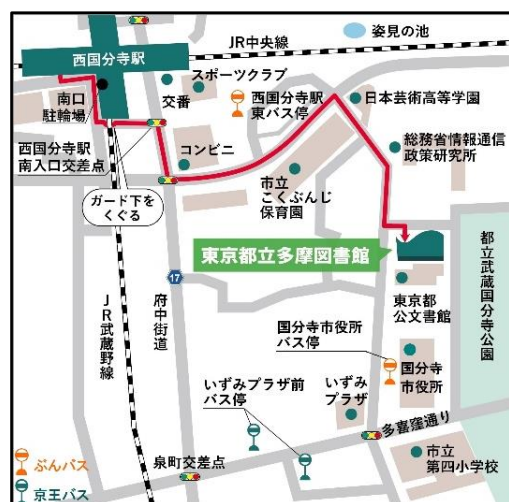 JR中央線
姿見の池
西国分寺駅
スポーツクラブ
交番
西国分寺駅
東バス停
日本芸術高等学園
南口
駐輪場
西国分寺駅
南入口交差点
コンビニ
総務省情報通信
政策研究所
市立
こくぶんじ
保育園
ガード下を
くぐる
東京都立多摩図書館
都立武蔵国分寺公園
17
府中街道
JR武蔵野線
東京都
公文書館
国分寺市役所
バス停
国分寺
市役所
いずみプラザ前
バス停
いずみ
プラザ
多喜窪通り
泉町交差点
市立
第四小学校
ぶんバス
京王バス